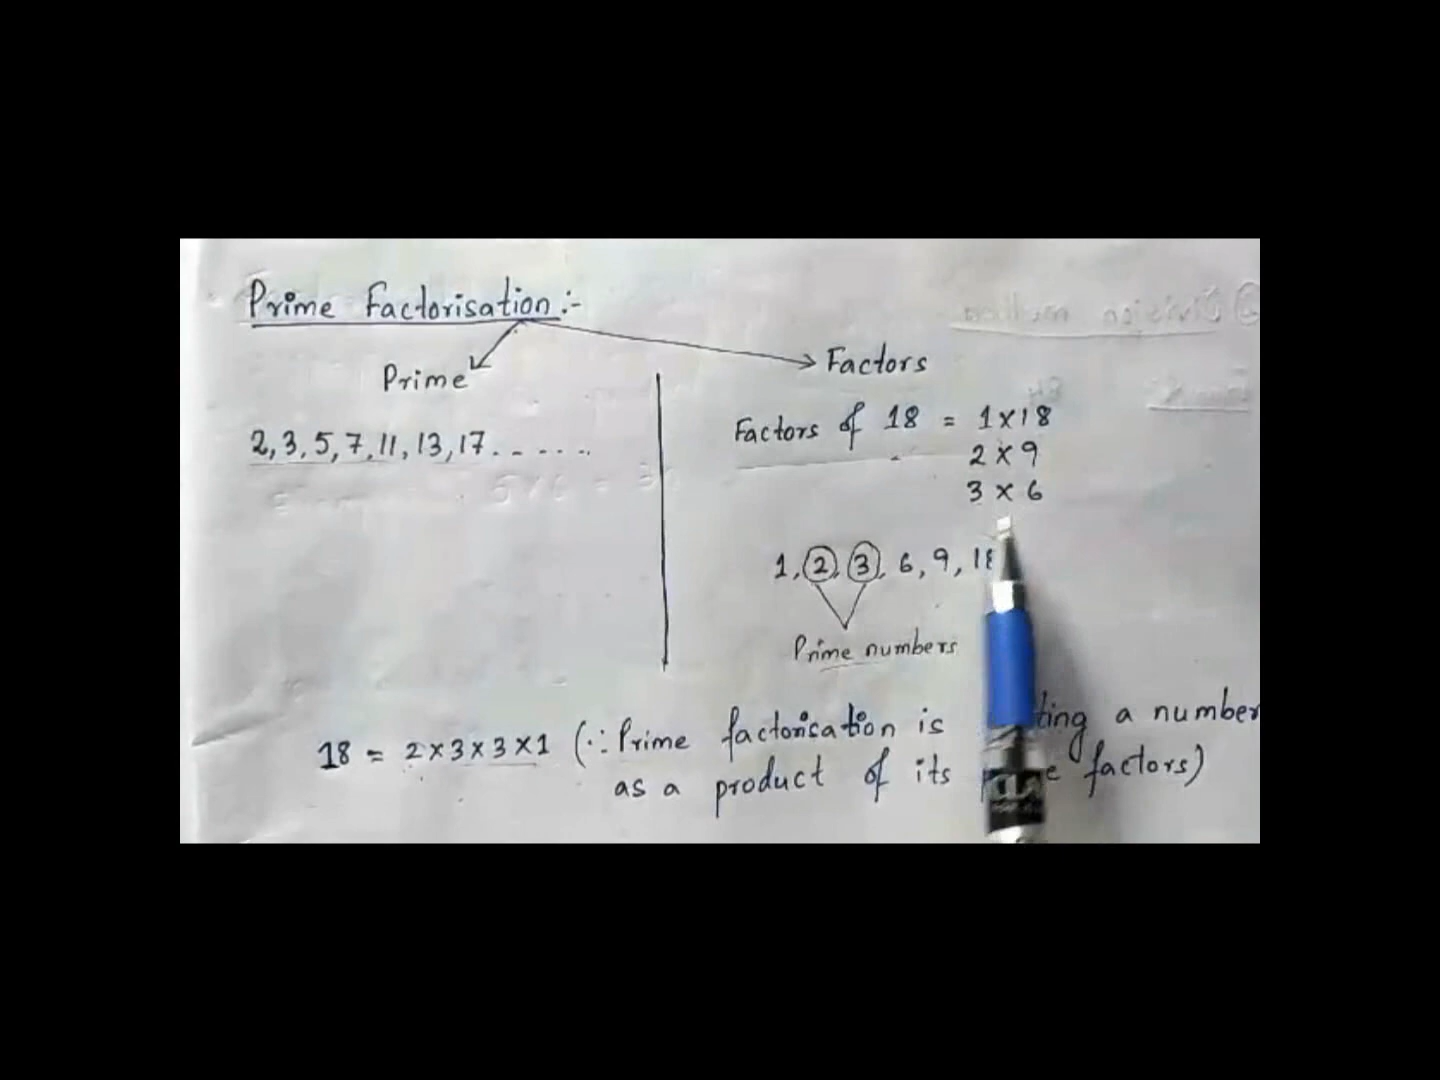 Prime Factorisation :-
Prime
2, 3, 5, 7, 11, 13, 17 . . . . . .
Factors
Factors of 18 = 1 x 18
2 x 9
3 x 6
1, 2, 3, 6, 9, 18
Prime numbers
18 = 2 x 3 x 3 x 1 (∵ Prime factorisation is a number
as a product of its factors)